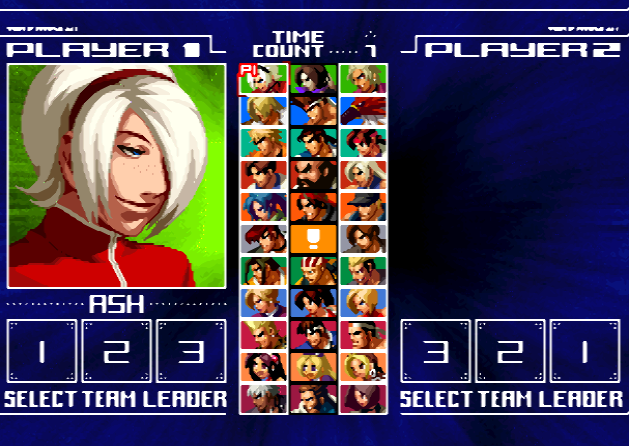 PLAYER 1
TIME
COUNT ..... 1
PLAYER 2
P1
!
ASH
1 2 3
3 2 1
SELECT TEAM LEADER
SELECT TEAM LEADER